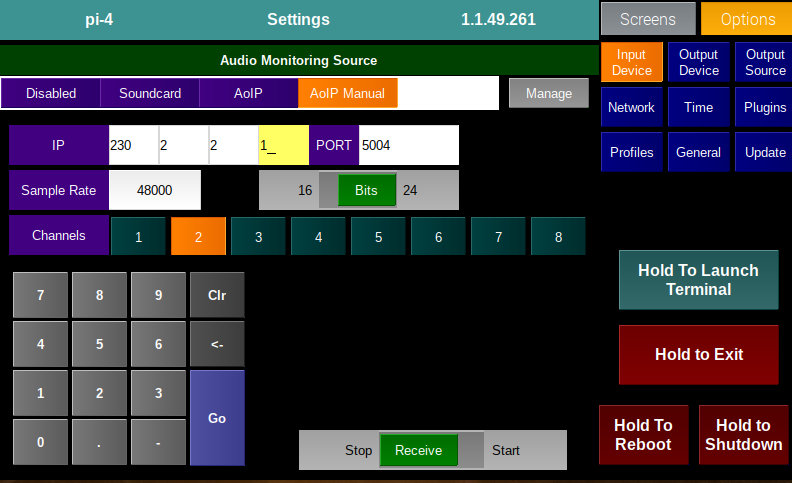 pi-4 Settings 1.1.49.261 Screens Options
Audio Monitoring Source
Disabled Soundcard AoIP AoIP Manual Manage
Input Device Output Device Output Source
Network Time Plugins
Profiles General Update
IP 230 2 2 1_ PORT 5004
Sample Rate 48000 16 Bits 24
Channels 1 2 3 4 5 6 7 8
7 8 9 Clr
4 5 6 <-
1 2 3 Go
0 . -
Stop Receive Start
Hold To Launch
Terminal
Hold to Exit
Hold To
Reboot
Hold to
Shutdown